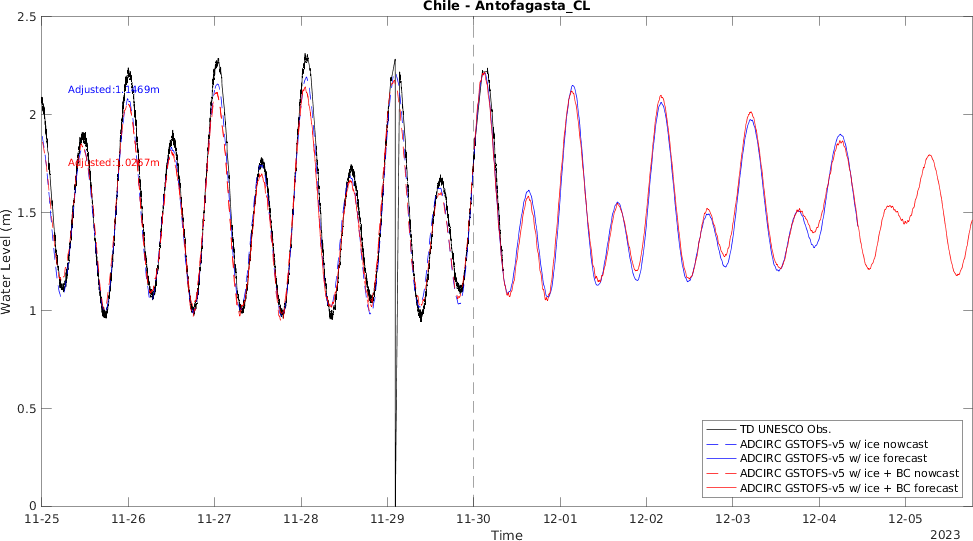 Chile - Antofagasta_CL
Water Level (m)
2.5
2
1.5
1
0.5
0
Adjusted:1.1469m
Adjusted:1.0267m
TD UNESCO Obs.
ADCIRC GSTOFS-v5 w/ ice nowcast
ADCIRC GSTOFS-v5 w/ ice forecast
ADCIRC GSTOFS-v5 w/ ice + BC nowcast
ADCIRC GSTOFS-v5 w/ ice + BC forecast
11-25 11-26 11-27 11-28 11-29 11-30 12-01 12-02 12-03 12-04 12-05
Time
2023